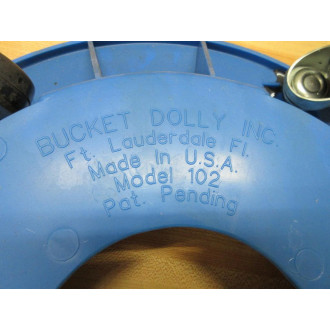 BUCKET DOLLY INC.
Ft. Lauderdale Fl.
Made In U.S.A.
Model 102
Pat. Pending